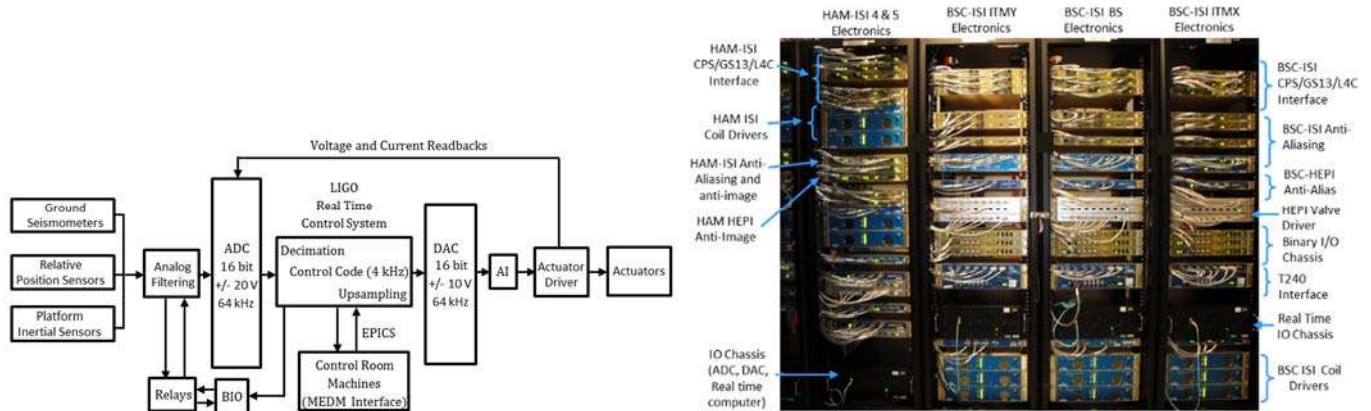 Voltage and Current Readbacks
Ground
Seismometers
Relative
Position Sensors
Platform
Inertial Sensors
Analog
Filtering
ADC
16 bit
+/- 20 V
64 kHz
LIGO
Real Time
Control System
Decimation
Control Code (4 kHz)
Upsampling
DAC
16 bit
+/- 10 V
64 kHz
AI
Actuator
Driver
Actuators
EPICS
Control Room
Machines
(MEDM Interface)
Relays
BIO
HAM-ISI 4 & 5
Electronics
BSC-ISI ITMY
Electronics
BSC-ISI BS
Electronics
BSC-ISI ITMX
Electronics
HAM-ISI
CPS/GS13/L4C
Interface
HAM ISI
Coil Drivers
HAM-ISI Anti-
Aliasing and
anti-image
HAM HEPI
Anti-Image
IO Chassis
(ADC, DAC,
Real time
computer)
BSC-ISI
CPS/GS13/L4C
Interface
BSC-ISI Anti-
Aliasing
BSC-HEPI
Anti-Alias
HEPI Valve
Driver
Binary I/O
Chassis
T240
Interface
Real Time
IO Chassis
BSC ISI Coil
Drivers